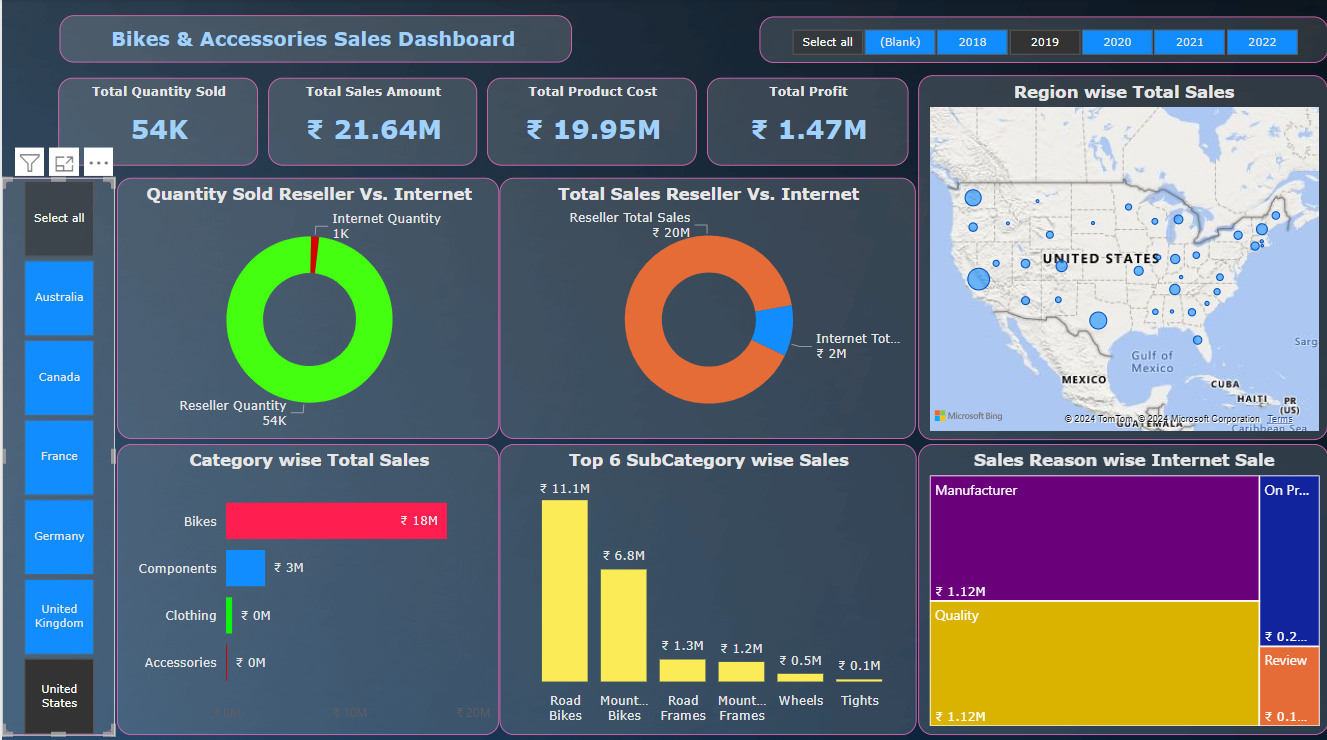 Bikes & Accessories Sales Dashboard
Select all
(Blank)
2018
2019
2020
2021
2022
Total Quantity Sold
54K
Total Sales Amount
₹ 21.64M
Total Product Cost
₹ 19.95M
Total Profit
₹ 1.47M
Select all
Australia
Canada
France
Germany
United
Kingdom
United
States
Quantity Sold Reseller Vs. Internet
Internet Quantity
1K
Reseller Quantity
54K
Total Sales Reseller Vs. Internet
Reseller Total Sales
₹ 20M
Internet Tot...
₹ 2M
Region wise Total Sales
UNITED STATES
Gulf of
Mexico
MEXICO
CUBA
HAITI
PR
(US)
Sarg
GUATEMALA
Caribbean Sea
Microsoft Bing
© 2024 TomTom, © 2024 Microsoft Corporation Terms
Category wise Total Sales
Bikes
₹ 18M
Components
₹ 3M
Clothing
₹ 0M
Accessories
₹ 0M
₹ 0M
₹ 10M
₹ 20M
Top 6 SubCategory wise Sales
₹ 11.1M
₹ 6.8M
₹ 1.3M
₹ 1.2M
₹ 0.5M
₹ 0.1M
Road
Bikes
Mount...
Bikes
Road
Frames
Mount...
Frames
Wheels
Tights
Sales Reason wise Internet Sale
Manufacturer
₹ 1.12M
Quality
₹ 1.12M
On Pr...
₹ 0.2...
Review
₹ 0.1...